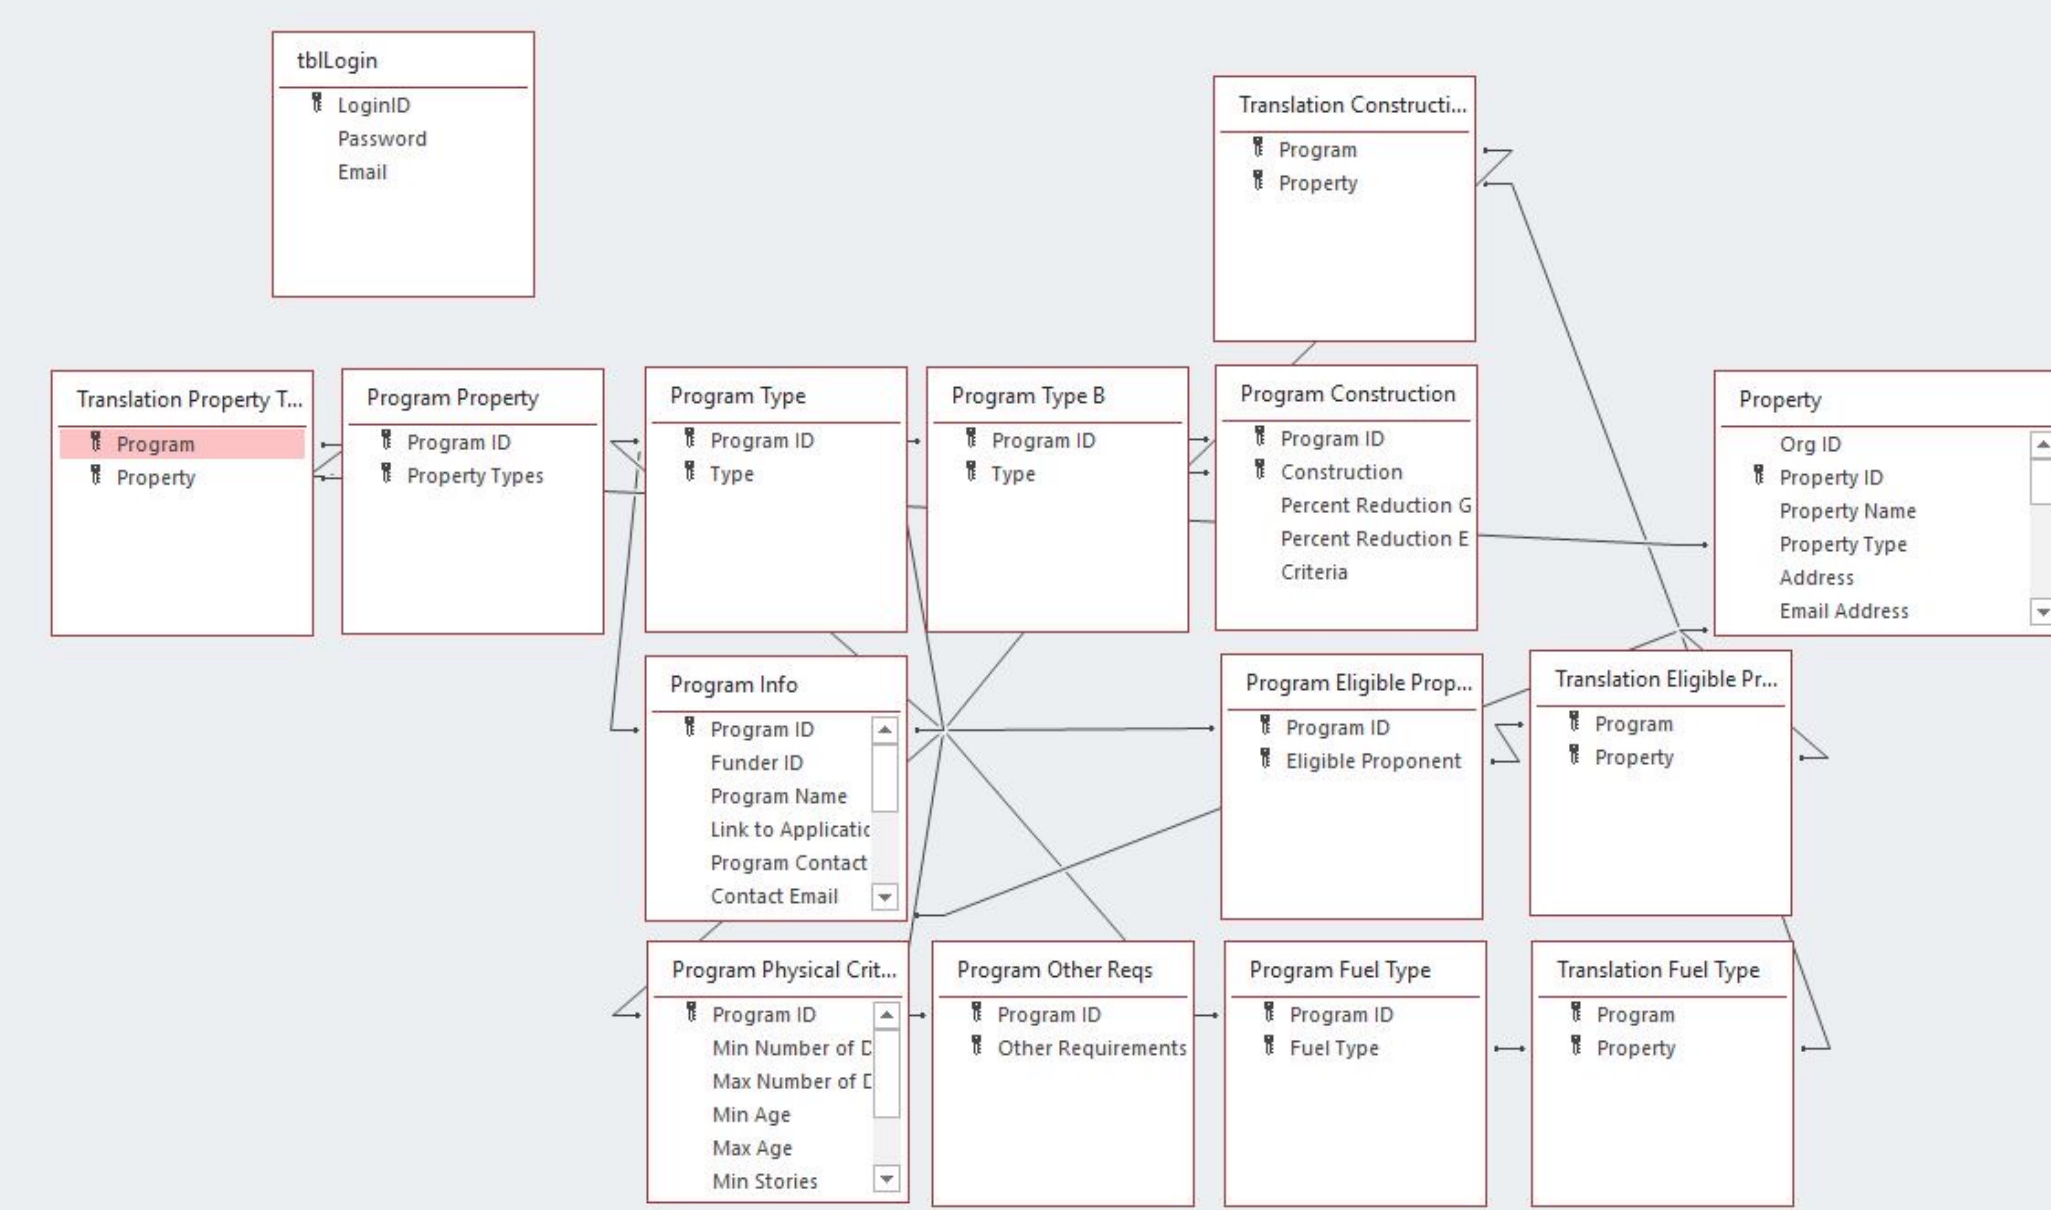 tblLogin
LoginID
Password
Email
Translation Constructi...
Program
Property
Translation Property T...
Program
Property
Program Property
Program ID
Property Types
Program Type
Program ID
Type
Program Type B
Program ID
Type
Program Construction
Program ID
Construction
Percent Reduction G
Percent Reduction E
Criteria
Property
Org ID
Property ID
Property Name
Property Type
Address
Email Address
Program Info
Program ID
Funder ID
Program Name
Link to Applicatic
Program Contact
Contact Email
Program Eligible Prop...
Program ID
Eligible Proponent
Translation Eligible Pr...
Program
Property
Program Physical Crit...
Program ID
Min Number of D
Max Number of D
Min Age
Max Age
Min Stories
Program Other Reqs
Program ID
Other Requirements
Program Fuel Type
Program ID
Fuel Type
Translation Fuel Type
Program
Property